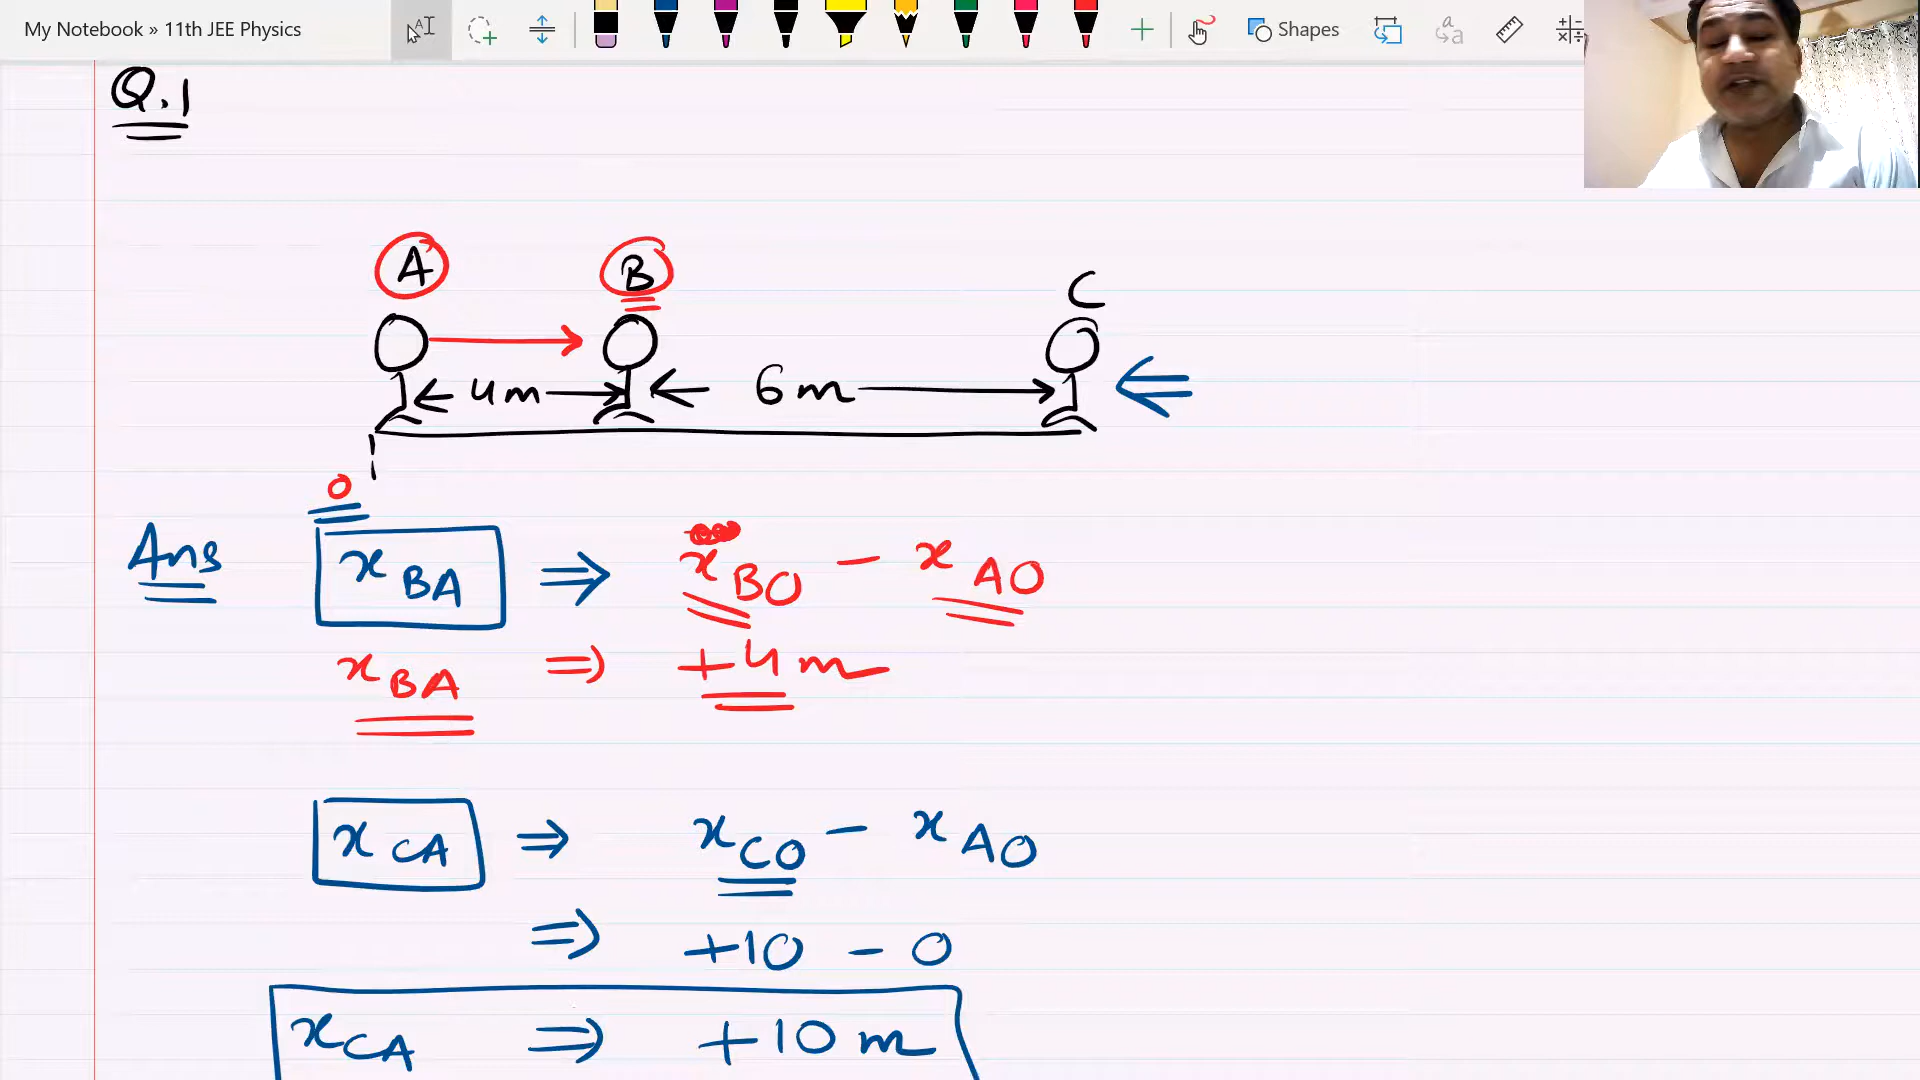 My Notebook » 11th JEE Physics
Shapes
Q.1
A B C
4m 6m
O
Ans x BA ⇒ x BO - x AO
x BA ⇒ +4m
x CA ⇒ x CO - x AO
⇒ +10 - 0
x CA ⇒ +10 m